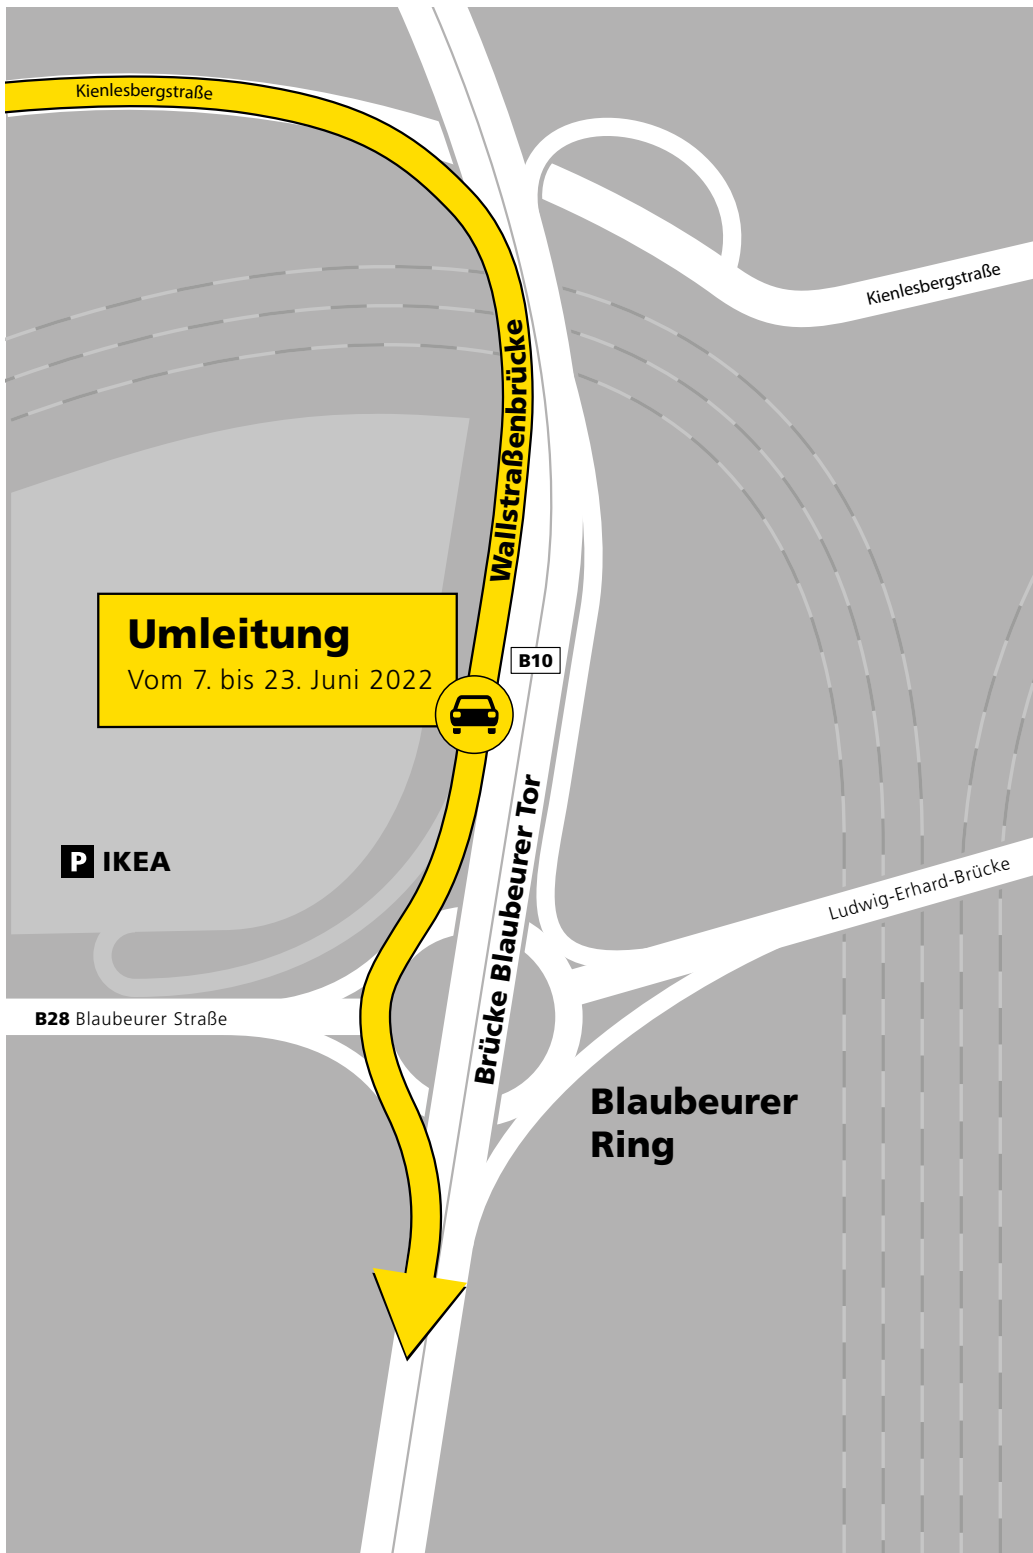 Kienlesbergstraße
Kienlesbergstraße
Wallstraßenbrücke
Umleitung
Vom 7. bis 23. Juni 2022
B10
Brücke Blaubeurer Tor
P IKEA
Ludwig-Erhard-Brücke
B28 Blaubeurer Straße
Blaubeurer
Ring